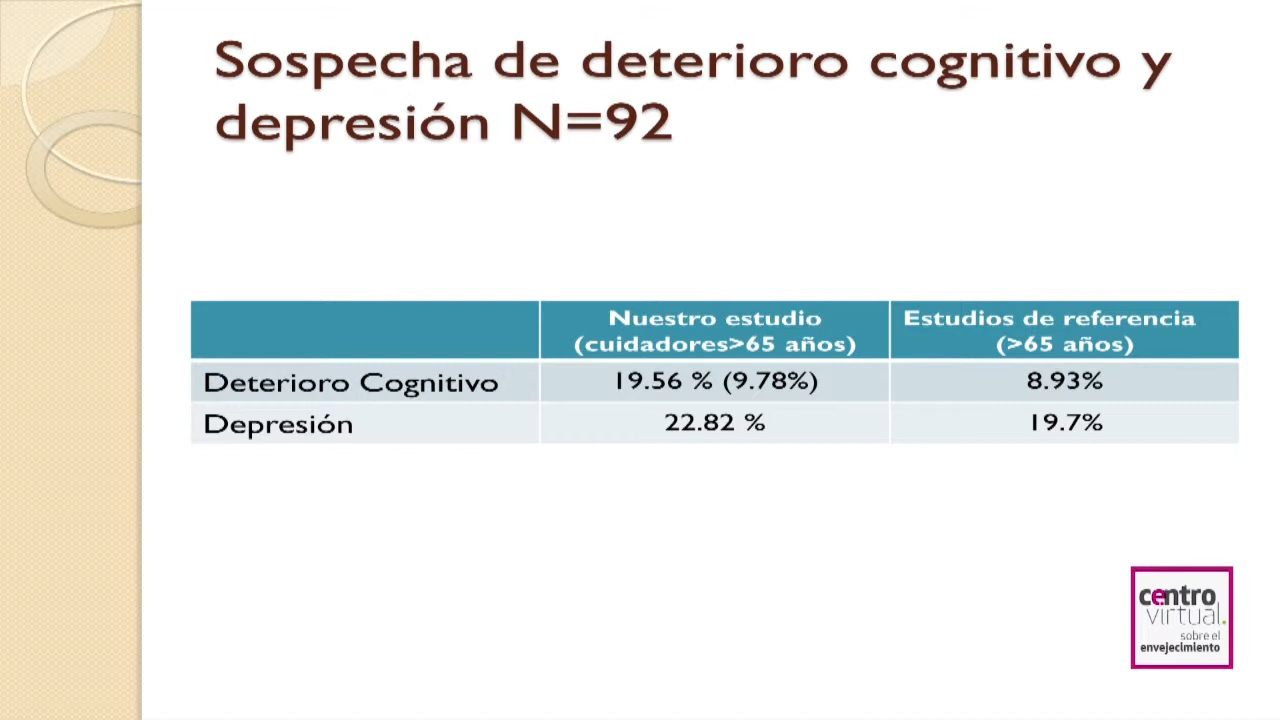 Sospecha de deterioro cognitivo y
depresión N=92
Nuestro estudio
(cuidadores>65 años)
Estudios de referencia
(>65 años)
Deterioro Cognitivo 19.56 % (9.78%) 8.93%
Depresión 22.82 % 19.7%
centro
virtual.
sobre el
envejecimiento